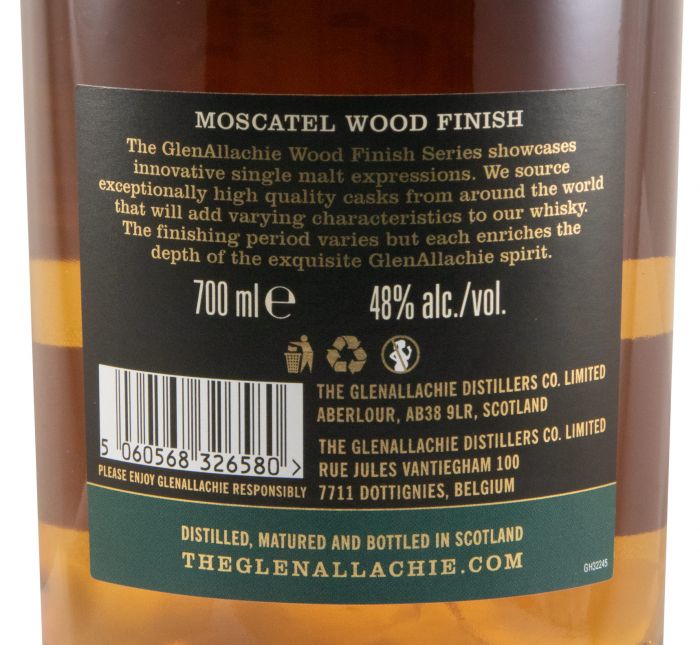 MOSCATEL WOOD FINISH
The GlenAllachie Wood Finish Series showcases
innovative single malt expressions. We source
exceptionally high quality casks from around the world
that will add varying characteristics to our whisky.
The finishing period varies but each enriches the
depth of the exquisite GlenAllachie spirit.
700 ml ℮ 48% alc./vol.
THE GLENALLACHIE DISTILLERS CO. LIMITED
ABERLOUR, AB38 9LR, SCOTLAND
THE GLENALLACHIE DISTILLERS CO. LIMITED
RUE JULES VANTIEGHAM 100
7711 DOTTIGNIES, BELGIUM
5 060568 326580 >
PLEASE ENJOY GLENALLACHIE RESPONSIBLY
DISTILLED, MATURED AND BOTTLED IN SCOTLAND
THEGLENALLACHIE.COM
GH32245